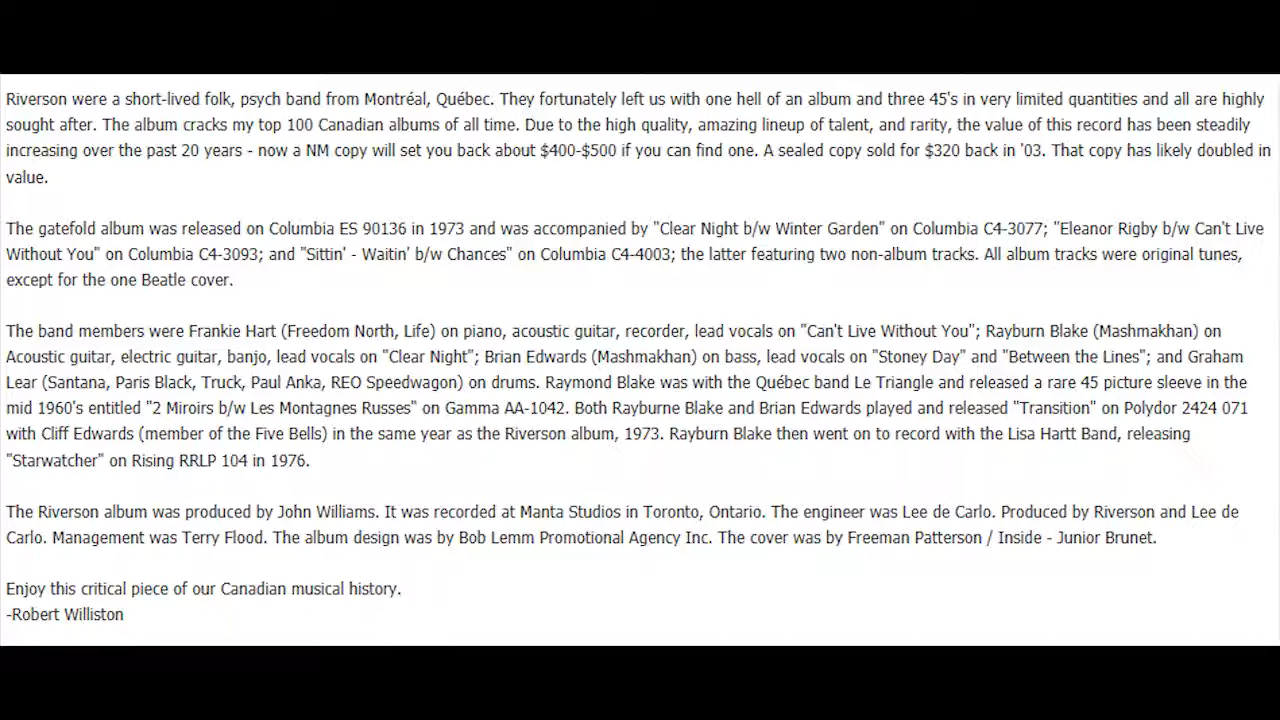 Riverson were a short-lived folk, psych band from Montréal, Québec. They fortunately left us with one hell of an album and three 45's in very limited quantities and all are highly
sought after. The album cracks my top 100 Canadian albums of all time. Due to the high quality, amazing lineup of talent, and rarity, the value of this record has been steadily
increasing over the past 20 years - now a NM copy will set you back about $400-$500 if you can find one. A sealed copy sold for $320 back in '03. That copy has likely doubled in
value.
The gatefold album was released on Columbia ES 90136 in 1973 and was accompanied by "Clear Night b/w Winter Garden" on Columbia C4-3077; "Eleanor Rigby b/w Can't Live
Without You" on Columbia C4-3093; and "Sittin' - Waitin' b/w Chances" on Columbia C4-4003; the latter featuring two non-album tracks. All album tracks were original tunes,
except for the one Beatle cover.
The band members were Frankie Hart (Freedom North, Life) on piano, acoustic guitar, recorder, lead vocals on "Can't Live Without You"; Rayburn Blake (Mashmakhan) on
Acoustic guitar, electric guitar, banjo, lead vocals on "Clear Night"; Brian Edwards (Mashmakhan) on bass, lead vocals on "Stoney Day" and "Between the Lines"; and Graham
Lear (Santana, Paris Black, Truck, Paul Anka, REO Speedwagon) on drums. Raymond Blake was with the Québec band Le Triangle and released a rare 45 picture sleeve in the
mid 1960's entitled "2 Miroirs b/w Les Montagnes Russes" on Gamma AA-1042. Both Rayburne Blake and Brian Edwards played and released "Transition" on Polydor 2424 071
with Cliff Edwards (member of the Five Bells) in the same year as the Riverson album, 1973. Rayburn Blake then went on to record with the Lisa Hartt Band, releasing
"Starwatcher" on Rising RRLP 104 in 1976.
The Riverson album was produced by John Williams. It was recorded at Manta Studios in Toronto, Ontario. The engineer was Lee de Carlo. Produced by Riverson and Lee de
Carlo. Management was Terry Flood. The album design was by Bob Lemm Promotional Agency Inc. The cover was by Freeman Patterson / Inside - Junior Brunet.
Enjoy this critical piece of our Canadian musical history.
-Robert Williston